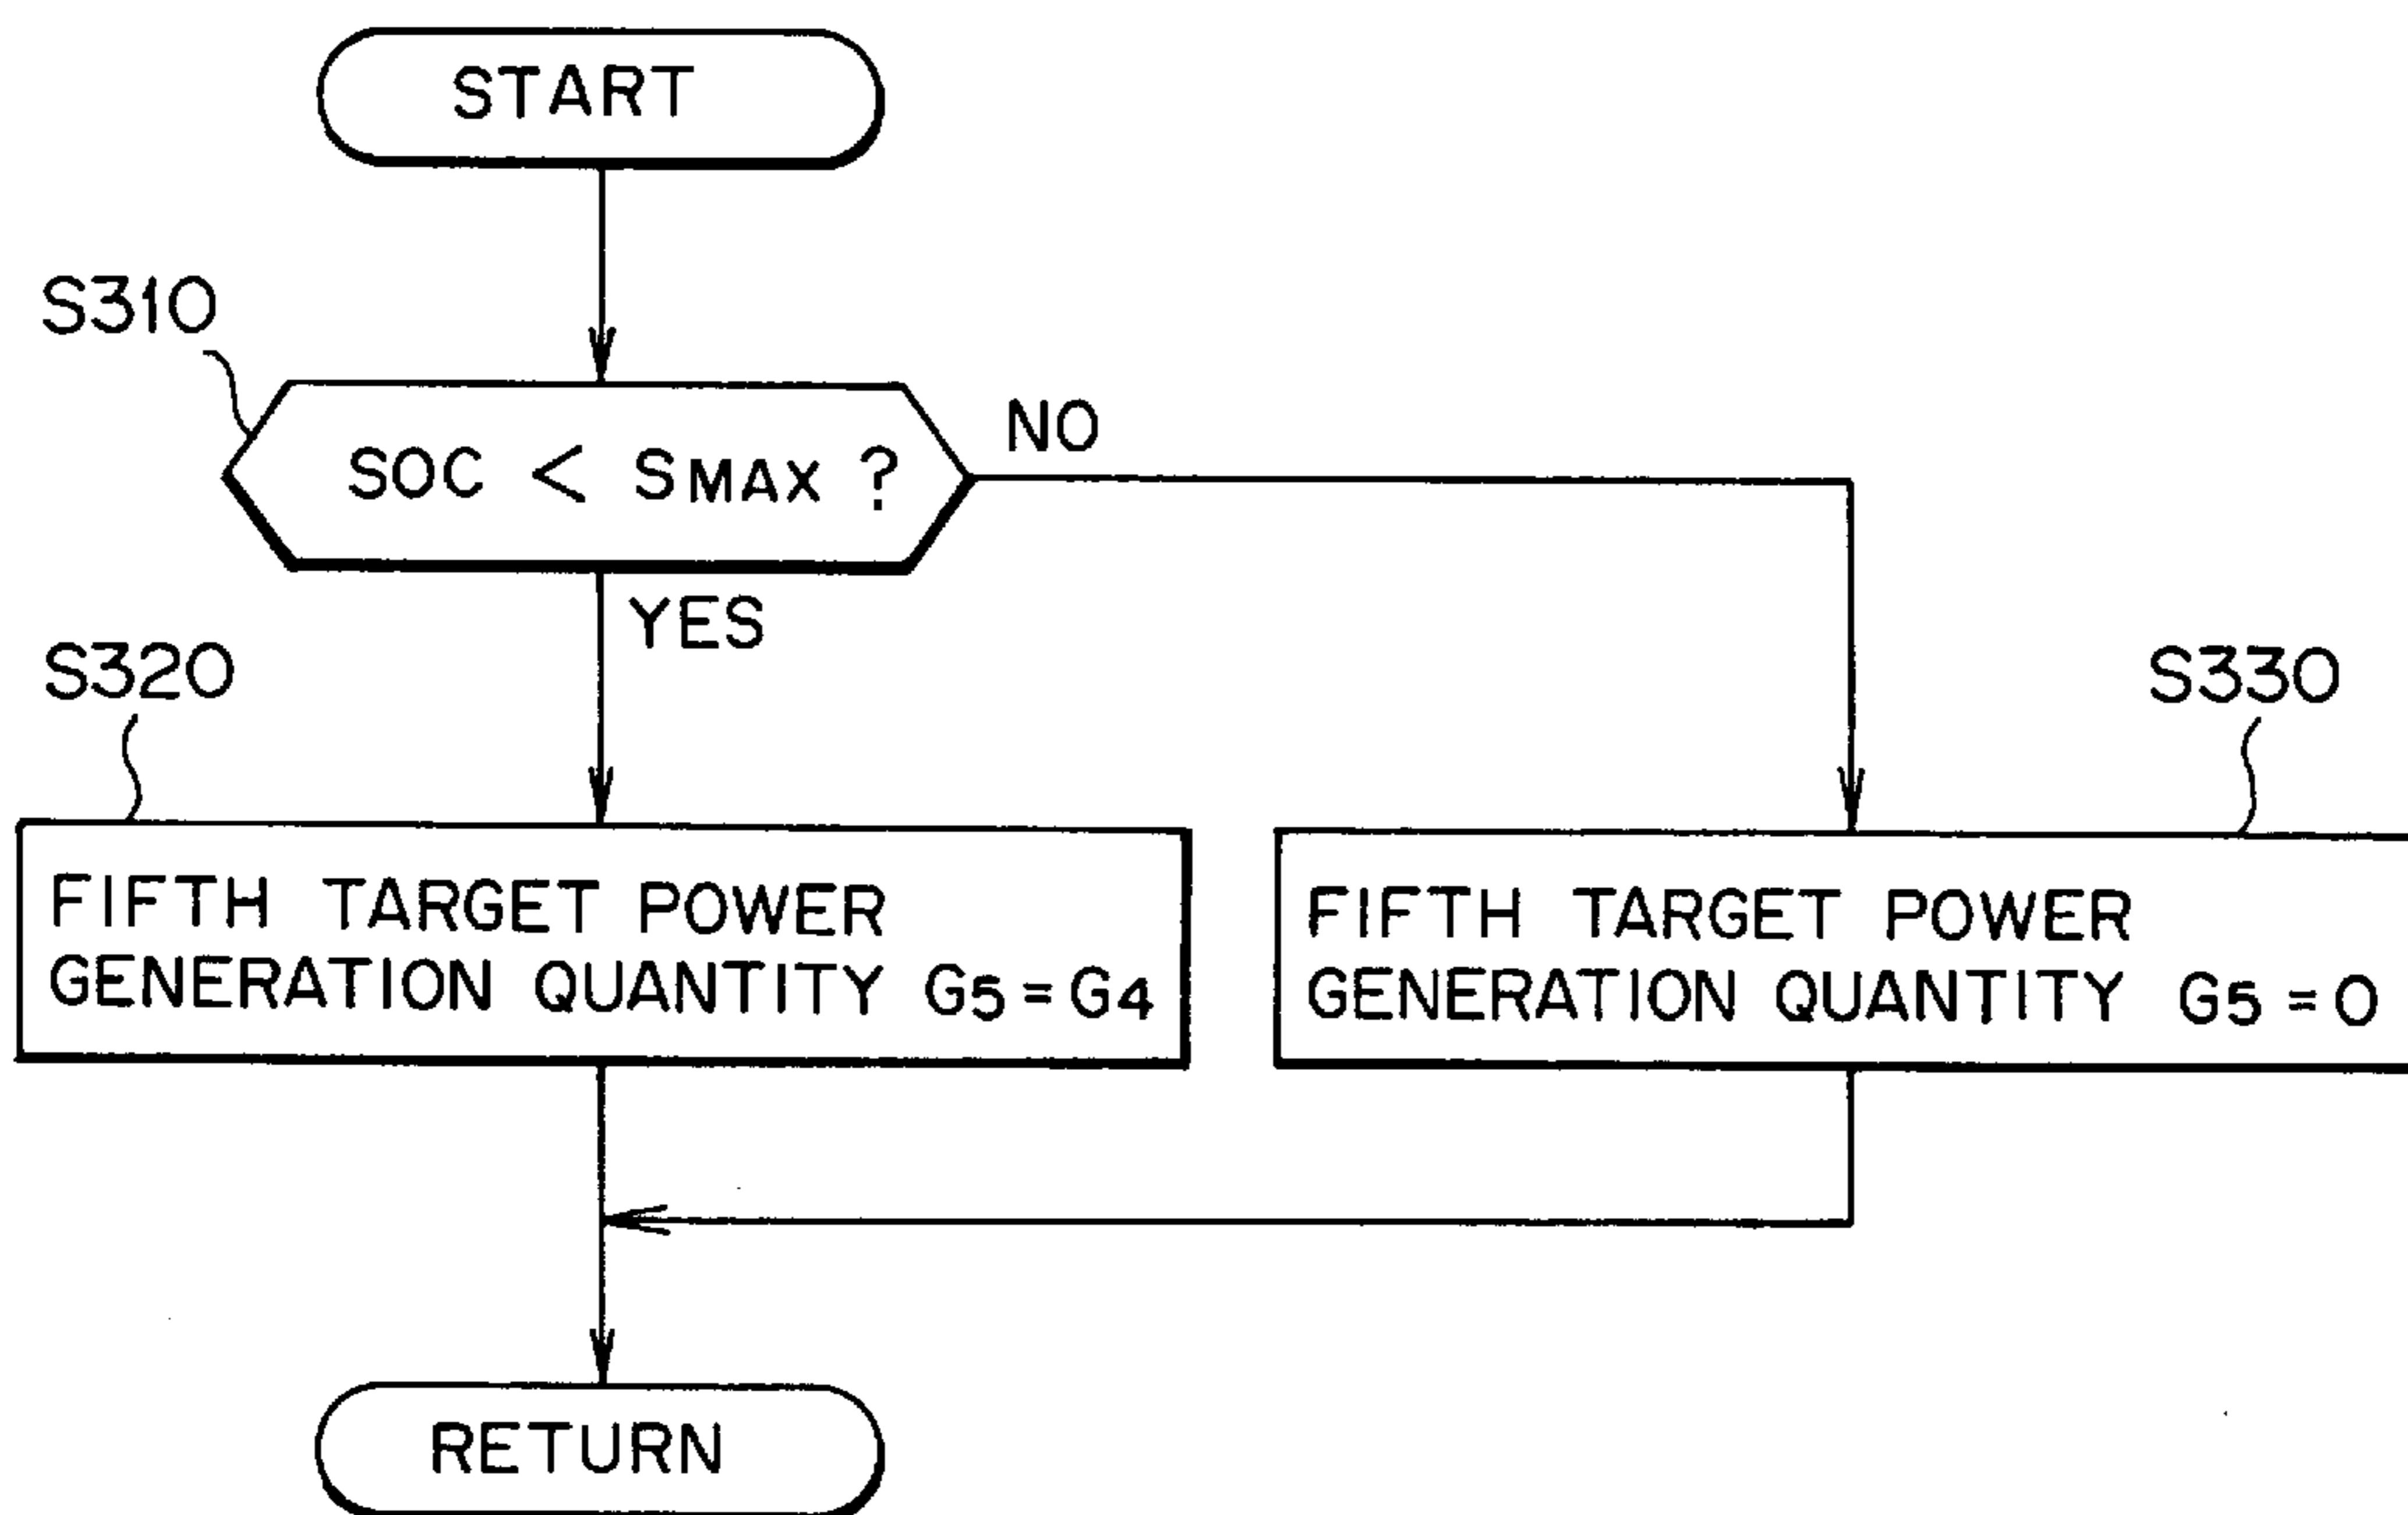 START
S310
SOC < SMAX ?
NO
YES
S320
S330
FIFTH TARGET POWER
GENERATION QUANTITY G5 = G4
FIFTH TARGET POWER
GENERATION QUANTITY G5 = 0
RETURN